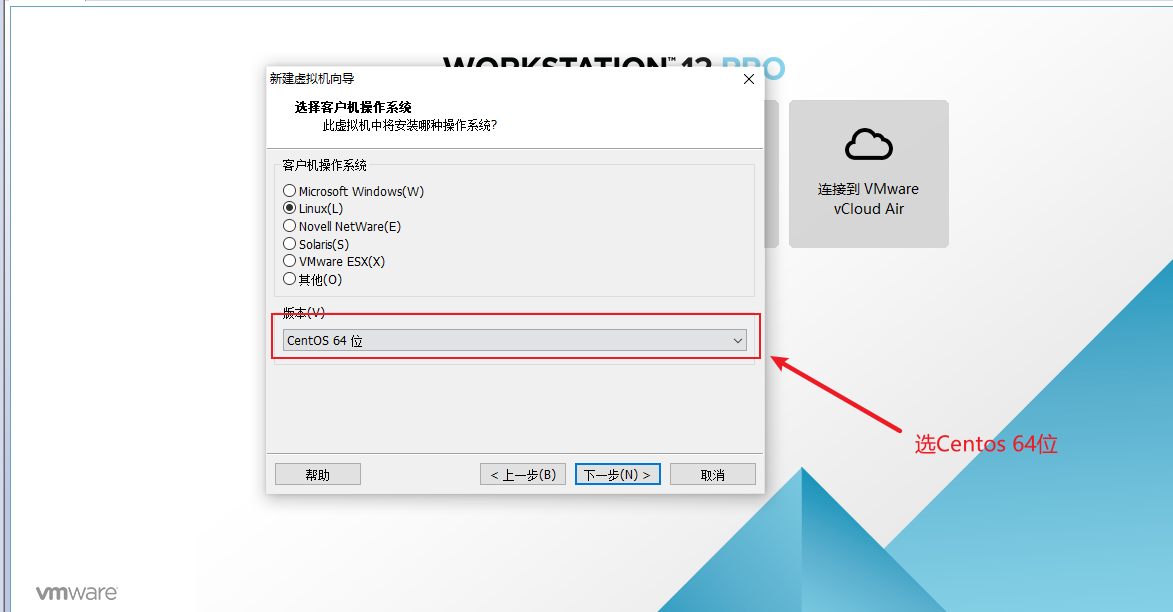 WORKSTATION™ 12 PRO
新建虚拟机向导
选择客户机操作系统
此虚拟机中将安装哪种操作系统?
客户机操作系统
Microsoft Windows(W)
Linux(L)
Novell NetWare(E)
Solaris(S)
VMware ESX(X)
其他(O)
版本(V)
CentOS 64 位
连接到 VMware
vCloud Air
选Centos 64位
帮助
< 上一步(B)
下一步(N) >
取消
vmware